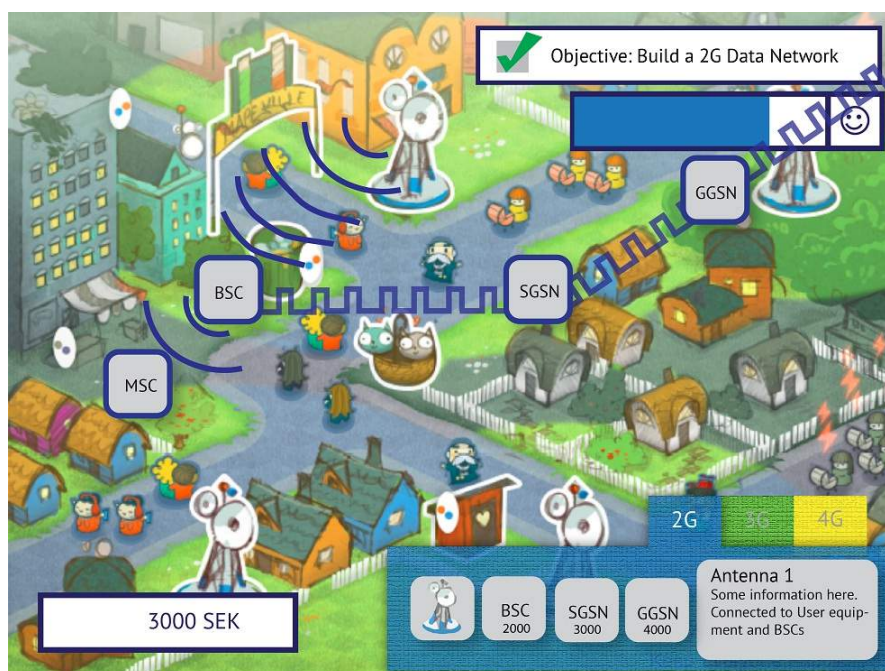 Objective: Build a 2G Data Network
GGSN
BSC
SGSN
MSC
2G
3G
4G
3000 SEK
BSC
2000
SGSN
3000
GGSN
4000
Antenna 1
Some information here.
Connected to User equip-
ment and BSCs